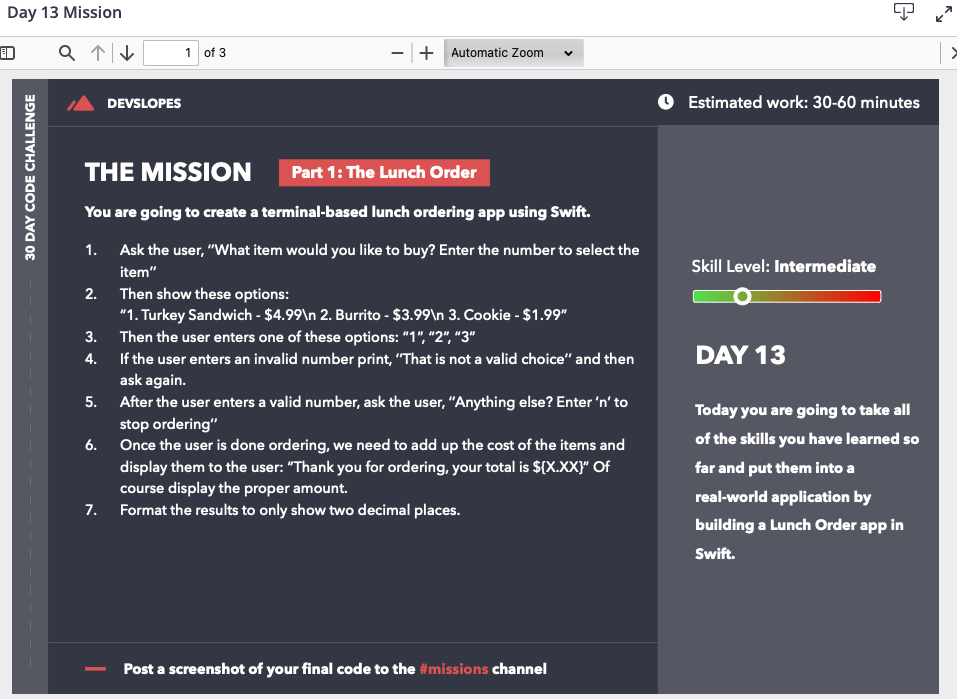 Day 13 Mission
1 of 3
Automatic Zoom
30 DAY CODE CHALLENGE
DEVSLOPES
Estimated work: 30-60 minutes
THE MISSION
Part 1: The Lunch Order
You are going to create a terminal-based lunch ordering app using Swift.
1. Ask the user, “What item would you like to buy? Enter the number to select the
item”
2. Then show these options:
“1. Turkey Sandwich - $4.99\n 2. Burrito - $3.99\n 3. Cookie - $1.99”
3. Then the user enters one of these options: “1”, “2”, “3”
4. If the user enters an invalid number print, “That is not a valid choice” and then
ask again.
5. After the user enters a valid number, ask the user, “Anything else? Enter ‘n’ to
stop ordering”
6. Once the user is done ordering, we need to add up the cost of the items and
display them to the user: “Thank you for ordering, your total is ${X.XX}” Of
course display the proper amount.
7. Format the results to only show two decimal places.
Skill Level: Intermediate
DAY 13
Today you are going to take all
of the skills you have learned so
far and put them into a
real-world application by
building a Lunch Order app in
Swift.
Post a screenshot of your final code to the #missions channel